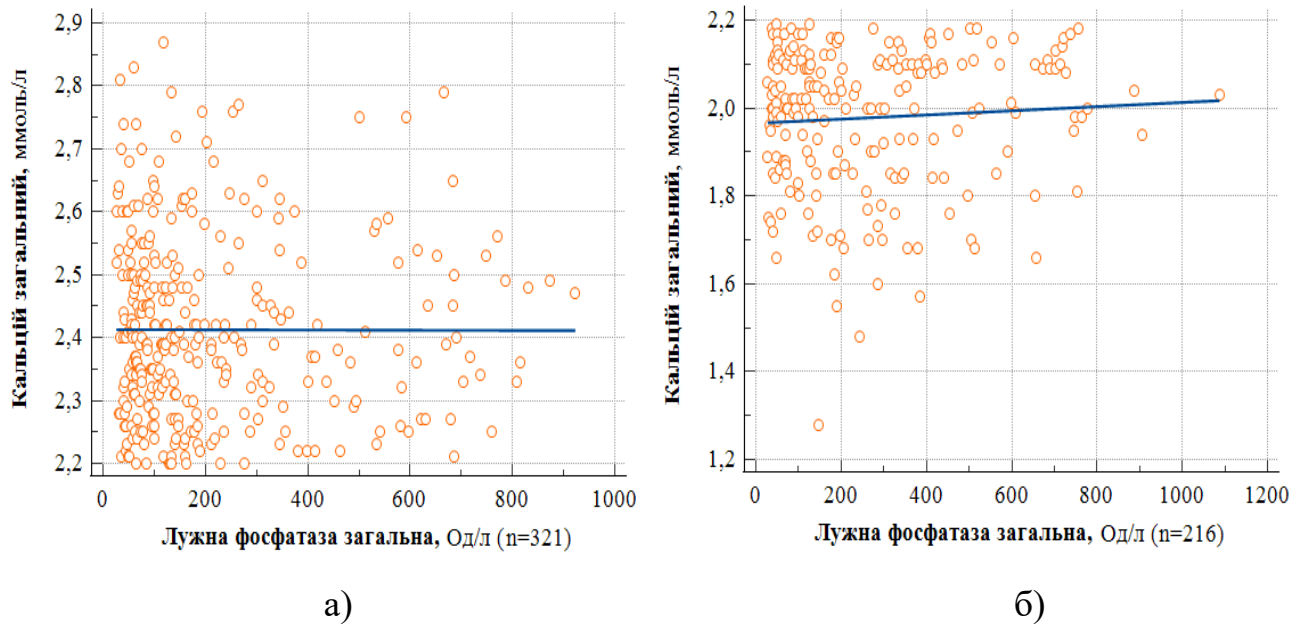 Кальцій загальний, ммоль/л
2,9
2,8
2,7
2,6
2,5
2,4
2,3
2,2
0 200 400 600 800 1000
Лужна фосфатаза загальна, Од/л (n=321)
а)
Кальцій загальний, ммоль/л
2,2
2,0
1,8
1,6
1,4
1,2
0 200 400 600 800 1000 1200
Лужна фосфатаза загальна, Од/л (n=216)
б)